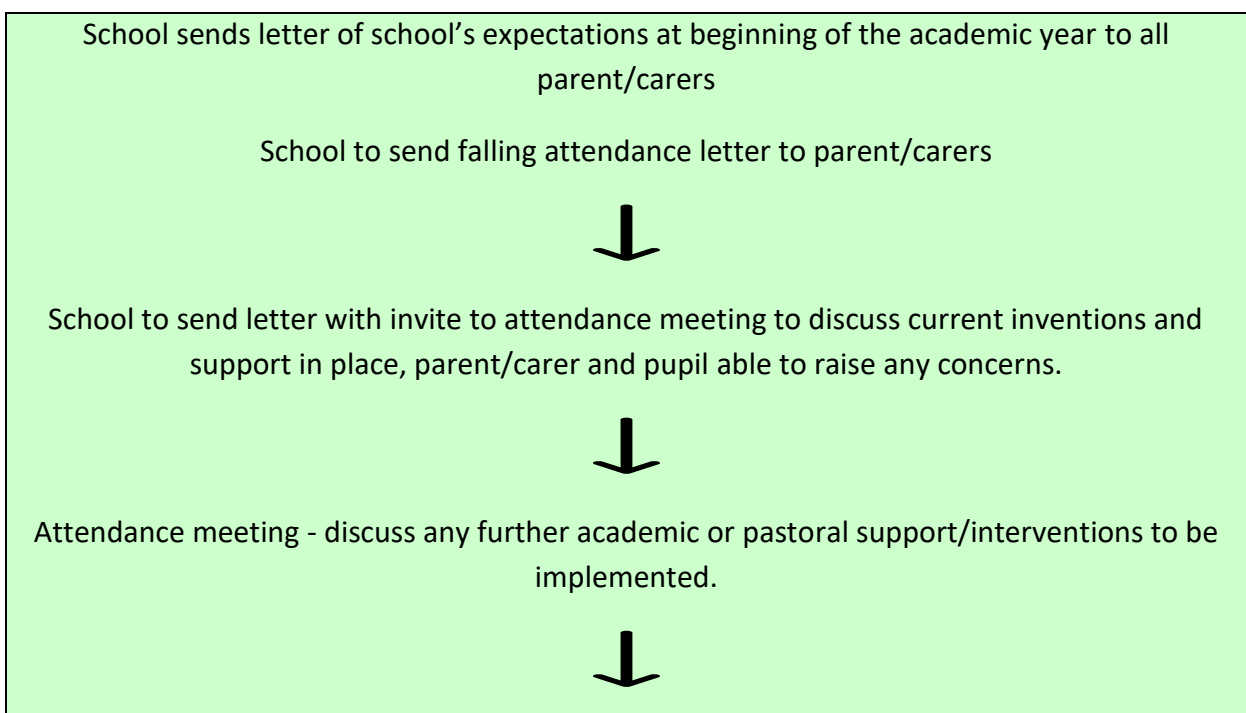 School sends letter of school’s expectations at beginning of the academic year to all
parent/carers
School to send falling attendance letter to parent/carers
School to send letter with invite to attendance meeting to discuss current inventions and
support in place, parent/carer and pupil able to raise any concerns.
Attendance meeting - discuss any further academic or pastoral support/interventions to be
implemented.